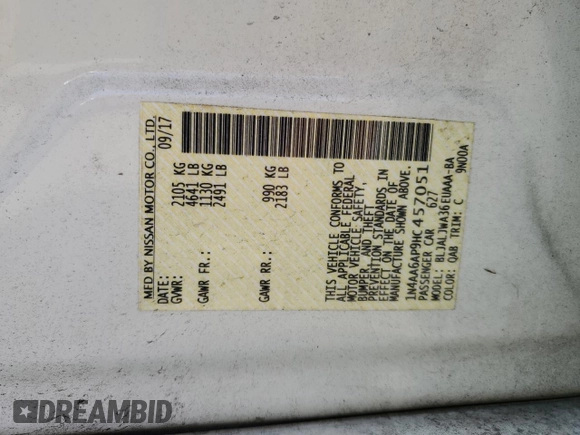 MFD BY NISSAN MOTOR CO., LTD.
DATE: 09/17
GVWR: 2105 KG
4641 LB
GAWR FR.: 1130 KG
2491 LB
GAWR RR.: 990 KG
2183 LB
THIS VEHICLE CONFORMS TO
ALL APPLICABLE FEDERAL
MOTOR VEHICLE SAFETY,
BUMPER, AND THEFT
PREVENTION STANDARDS IN
EFFECT ON THE DATE OF
MANUFACTURE SHOWN ABOVE.
1N4AA6AP9HC457051
PASSENGER CAR 627
MODEL: BLJALJWA36EUAAA-BA
COLOR: QAB TRIM: C 9N00A
DREAMBID